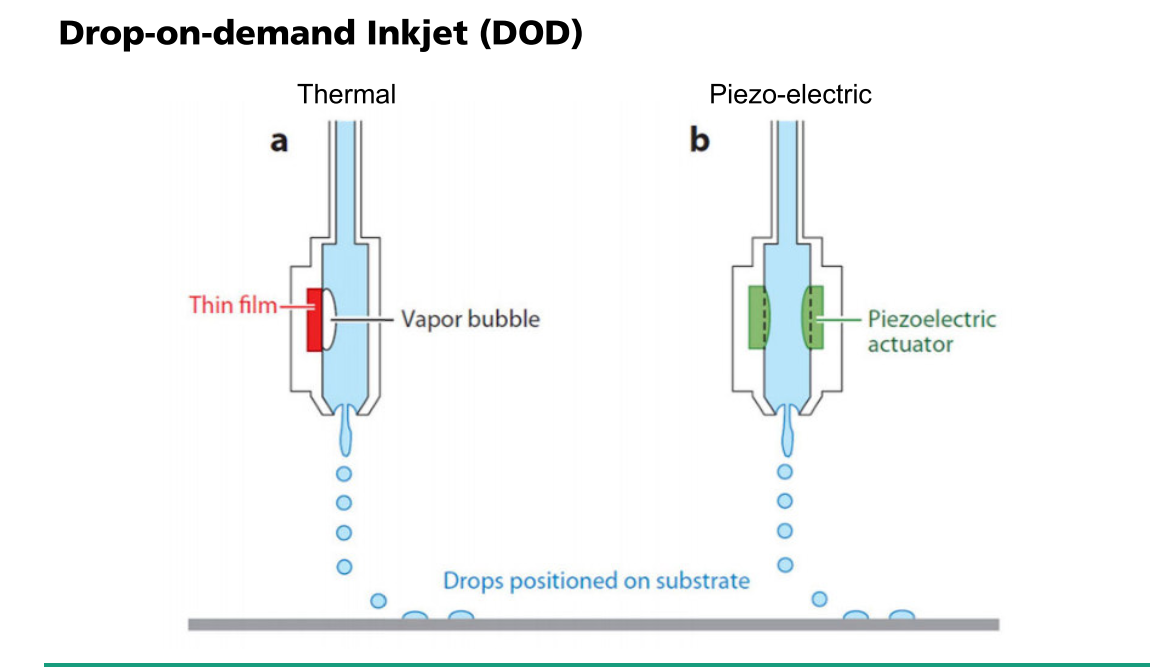 Drop-on-demand Inkjet (DOD)
Thermal
Piezo-electric
a
b
Thin film
Vapor bubble
Piezoelectric
actuator
Drops positioned on substrate